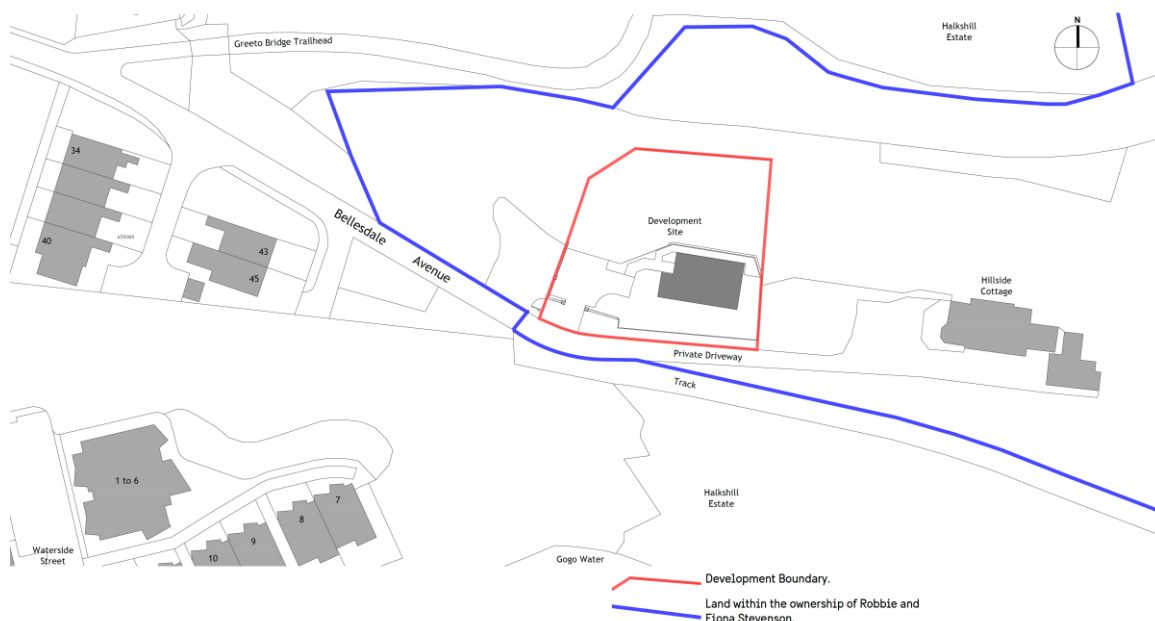 Halkshill
Estate
N
Greeto Bridge Trailhead
34
40
43
45
Bellesdale
Avenue
Development
Site
Hillside
Cottage
Private Driveway
Track
1 to 6
7
8
9
10
Halkshill
Estate
Waterside
Street
Gogo Water
Development Boundary.
Land within the ownership of Robbie and
Fiona Stevenson.